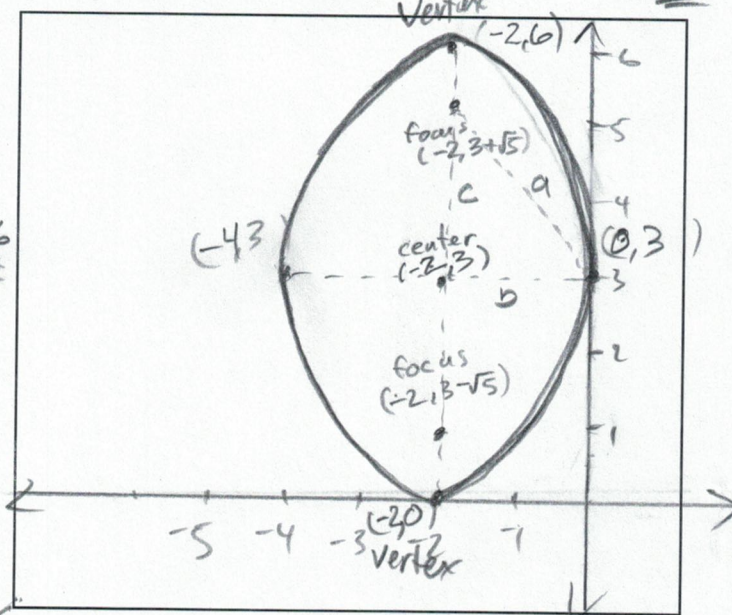 Vertex
(-2,6)
6
focus
(-2,3+√5)
5
c
a
4
(-4,3
center
(-2,3)
(0,3)
3
b
2
focus
(-2,3-√5)
1
(-2,0)
-5 -4 -3 -2 -1
Vertex